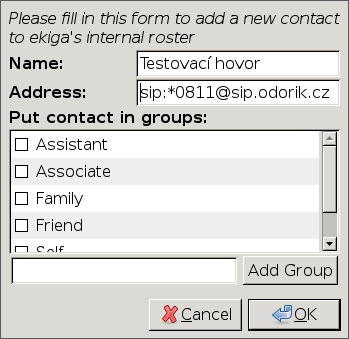 Please fill in this form to add a new contact
to ekiga's internal roster
Name: Testovací hovor
Address: sip:*0811@sip.odorik.cz
Put contact in groups:
Assistant
Associate
Family
Friend
Self
Add Group
Cancel OK